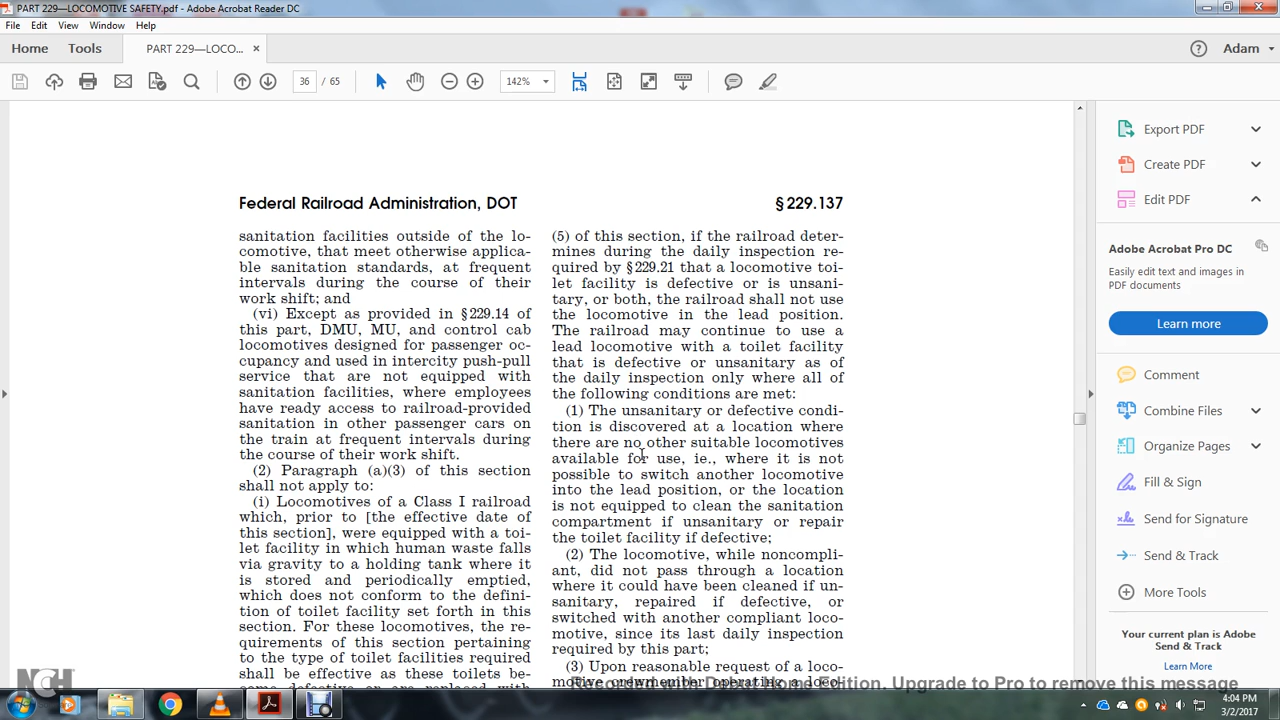 PART 229—LOCOMOTIVE SAFETY.pdf - Adobe Acrobat Reader DC
File Edit View Window Help
Home Tools PART 229—LOCO... × Adam
36 / 65 142%
Federal Railroad Administration, DOT § 229.137
sanitation facilities outside of the lo-
comotive, that meet otherwise applica-
ble sanitation standards, at frequent
intervals during the course of their
work shift; and
(vi) Except as provided in §229.14 of
this part, DMU, MU, and control cab
locomotives designed for passenger oc-
cupancy and used in intercity push-pull
service that are not equipped with
sanitation facilities, where employees
have ready access to railroad-provided
sanitation in other passenger cars on
the train at frequent intervals during
the course of their work shift.
(2) Paragraph (a)(3) of this section
shall not apply to:
(i) Locomotives of a Class I railroad
which, prior to [the effective date of
this section], were equipped with a toi-
let facility in which human waste falls
via gravity to a holding tank where it
is stored and periodically emptied,
which does not conform to the defini-
tion of toilet facility set forth in this
section. For these locomotives, the re-
quirements of this section pertaining
to the type of toilet facilities required
shall be effective as these toilets be-
(5) of this section, if the railroad deter-
mines during the daily inspection re-
quired by §229.21 that a locomotive toi-
let facility is defective or is unsani-
tary, or both, the railroad shall not use
the locomotive in the lead position.
The railroad may continue to use a
lead locomotive with a toilet facility
that is defective or unsanitary as of
the daily inspection only where all of
the following conditions are met:
(1) The unsanitary or defective condi-
tion is discovered at a location where
there are no other suitable locomotives
available for use, ie., where it is not
possible to switch another locomotive
into the lead position, or the location
is not equipped to clean the sanitation
compartment if unsanitary or repair
the toilet facility if defective;
(2) The locomotive, while noncompli-
ant, did not pass through a location
where it could have been cleaned if un-
sanitary, repaired if defective, or
switched with another compliant loco-
motive, since its last daily inspection
required by this part;
(3) Upon reasonable request of a loco-
Export PDF
Create PDF
Edit PDF
Adobe Acrobat Pro DC
Easily edit text and images in
PDF documents
Learn more
Comment
Combine Files
Organize Pages
Fill & Sign
Send for Signature
Send & Track
More Tools
Your current plan is Adobe
Send & Track
Learn More
NCH
Recorded with Debut Home Edition. Upgrade to Pro to remove this message
4:04 PM
3/2/2017